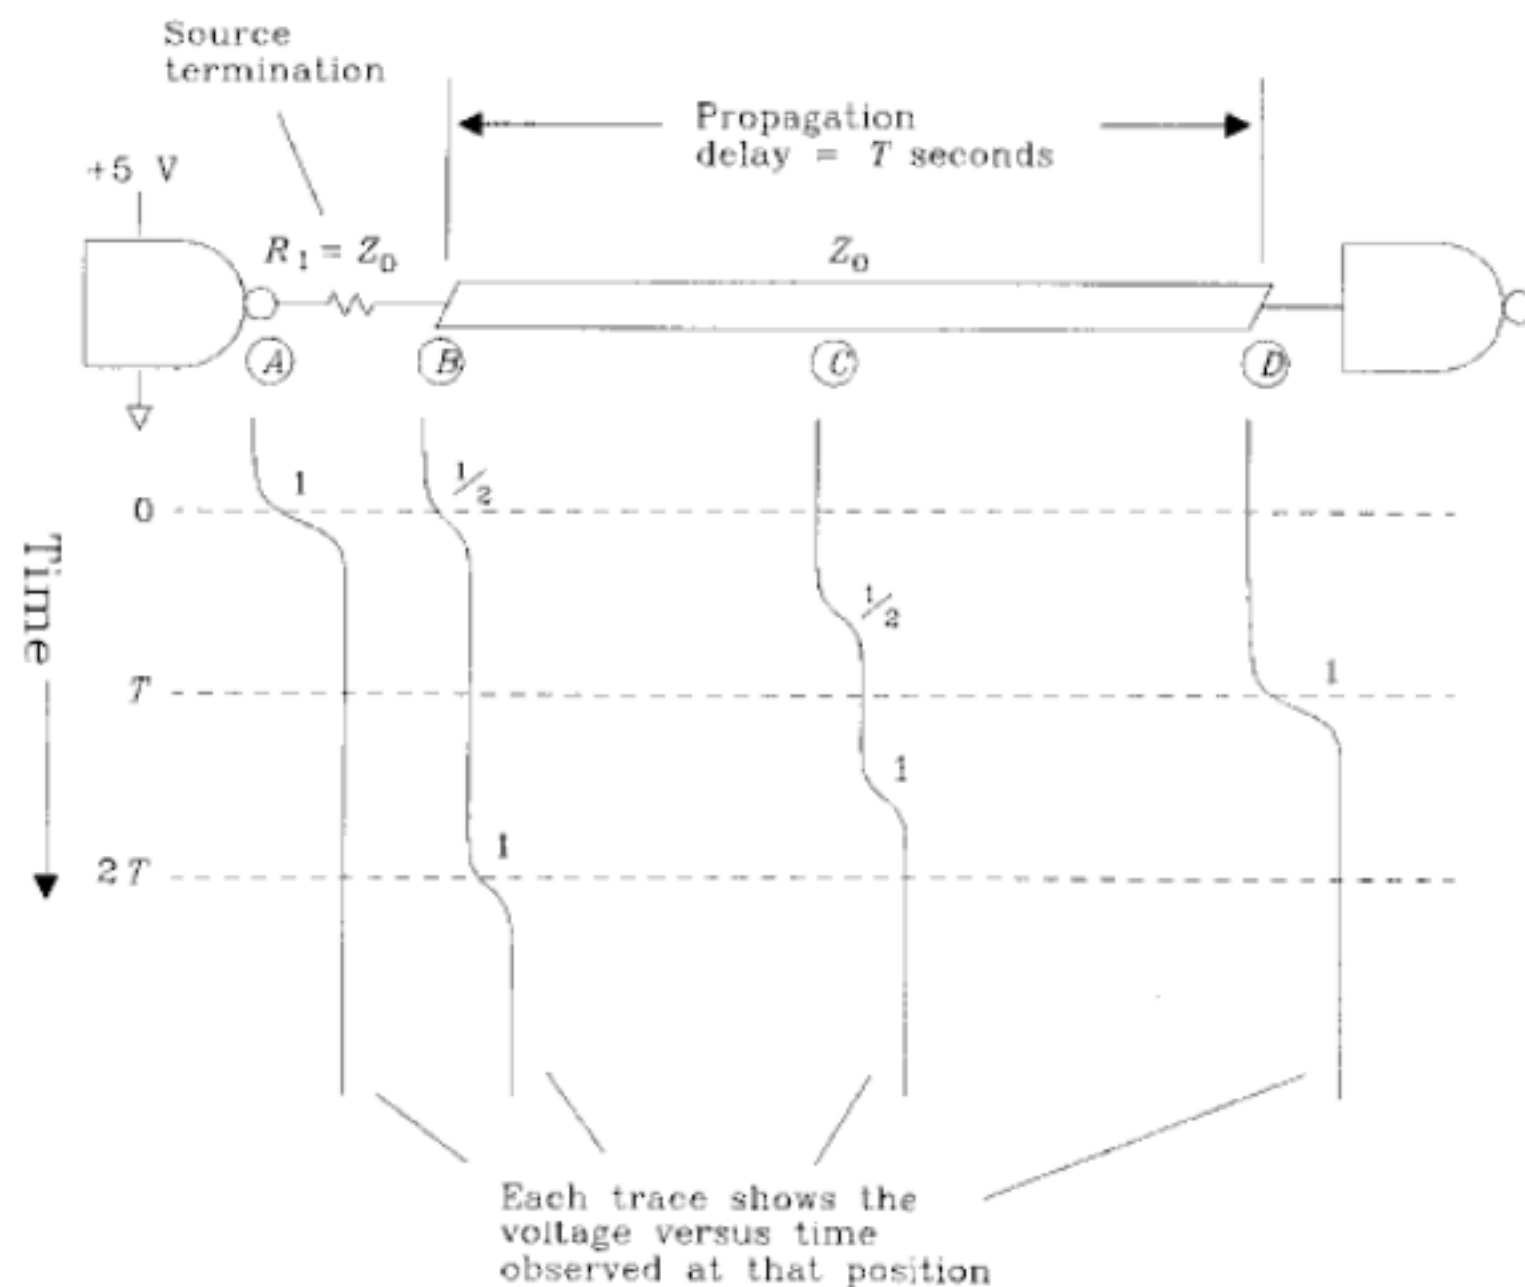 Source
termination
Propagation
delay = T seconds
+5 V
R₁ = Z₀
Z₀
A
B
C
D
1
1/2
0
1/2
Time
T
1
1
1
2T
Each trace shows the
voltage versus time
observed at that position